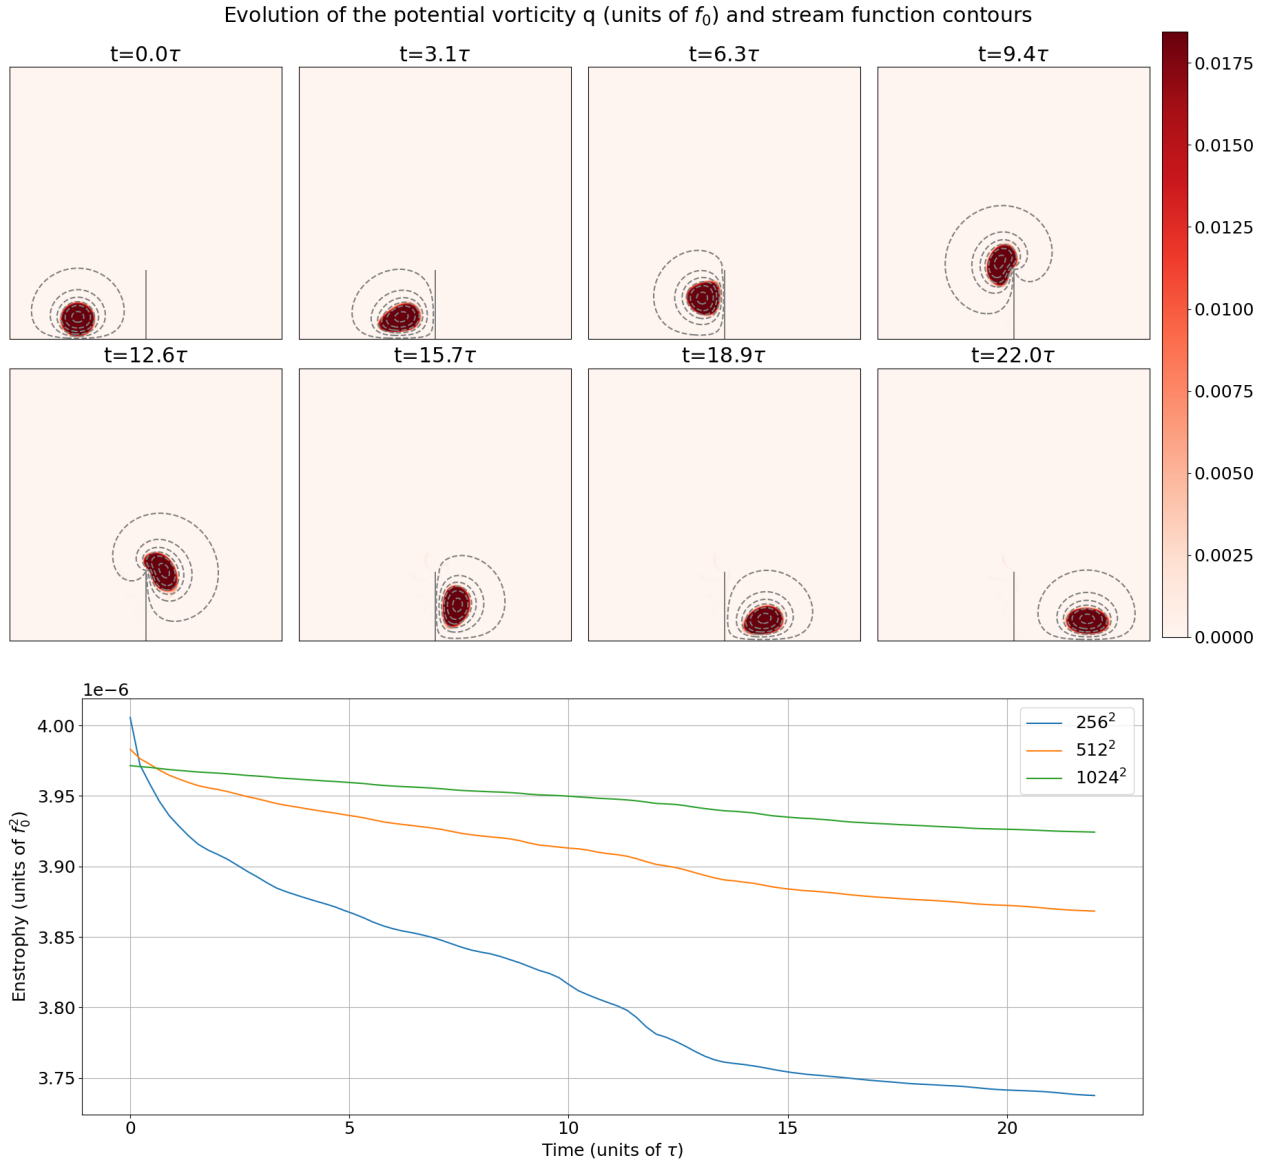 Evolution of the potential vorticity q (units of f₀) and stream function contours
t=0.0τ
t=3.1τ
t=6.3τ
t=9.4τ
t=12.6τ
t=15.7τ
t=18.9τ
t=22.0τ
0.0175
0.0150
0.0125
0.0100
0.0075
0.0050
0.0025
0.0000
1e−6
4.00
3.95
3.90
3.85
3.80
3.75
Enstrophy (units of f₀²)
256²
512²
1024²
0
5
10
15
20
Time (units of τ)